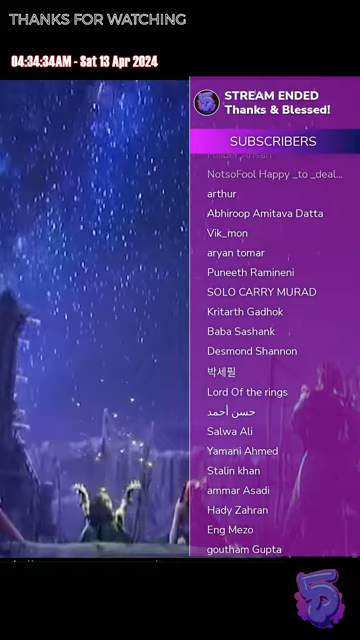 THANKS FOR WATCHING
04:34:34AM - Sat 13 Apr 2024
STREAM ENDED
Thanks & Blessed!
SUBSCRIBERS
NotsoFool Happy _to _deal...
arthur
Abhiroop Amitava Datta
Vik_mon
aryan tomar
Puneeth Ramineni
SOLO CARRY MURAD
Kritarth Gadhok
Baba Sashank
Desmond Shannon
박세필
Lord Of the rings
حسن أحمد
Salwa Ali
Yamani Ahmed
Stalin khan
ammar Asadi
Hady Zahran
Eng Mezo
goutham Gupta